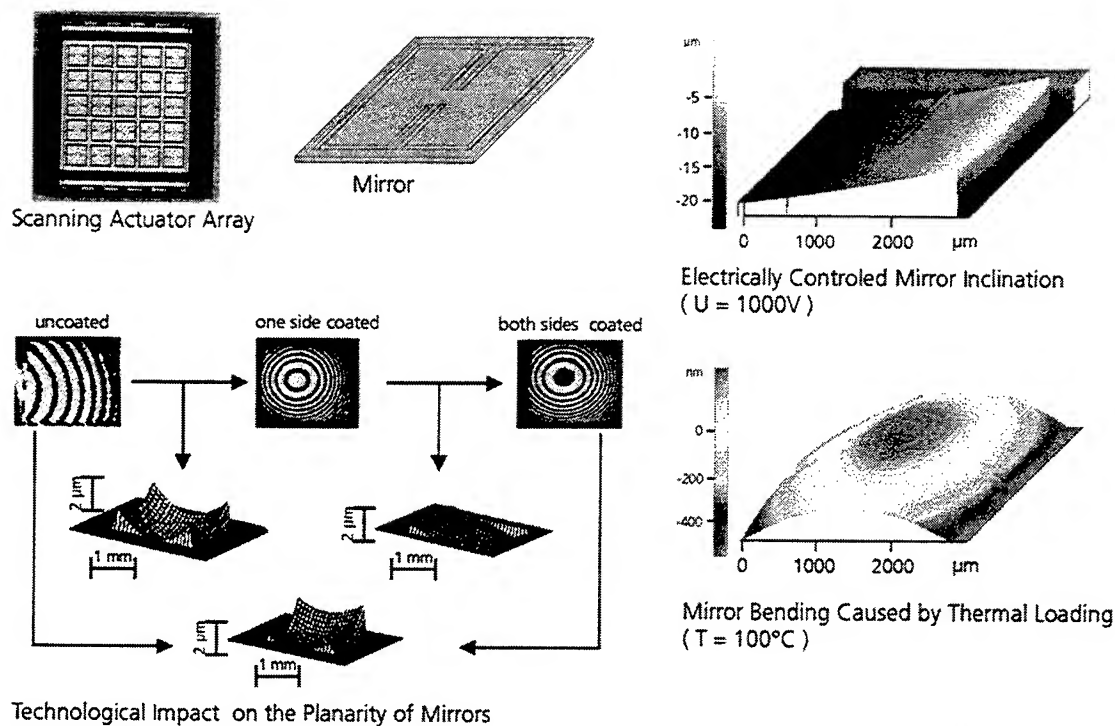 Scanning Actuator Array
Mirror
µm
-5
-10
-15
-20
0 1000 2000 µm
Electrically Controled Mirror Inclination
( U = 1000V )
uncoated
one side coated
both sides coated
2 µm
1 mm
2 µm
1 mm
2 µm
1 mm
Technological Impact on the Planarity of Mirrors
nm
0
-200
-400
0 1000 2000 µm
Mirror Bending Caused by Thermal Loading
( T = 100°C )